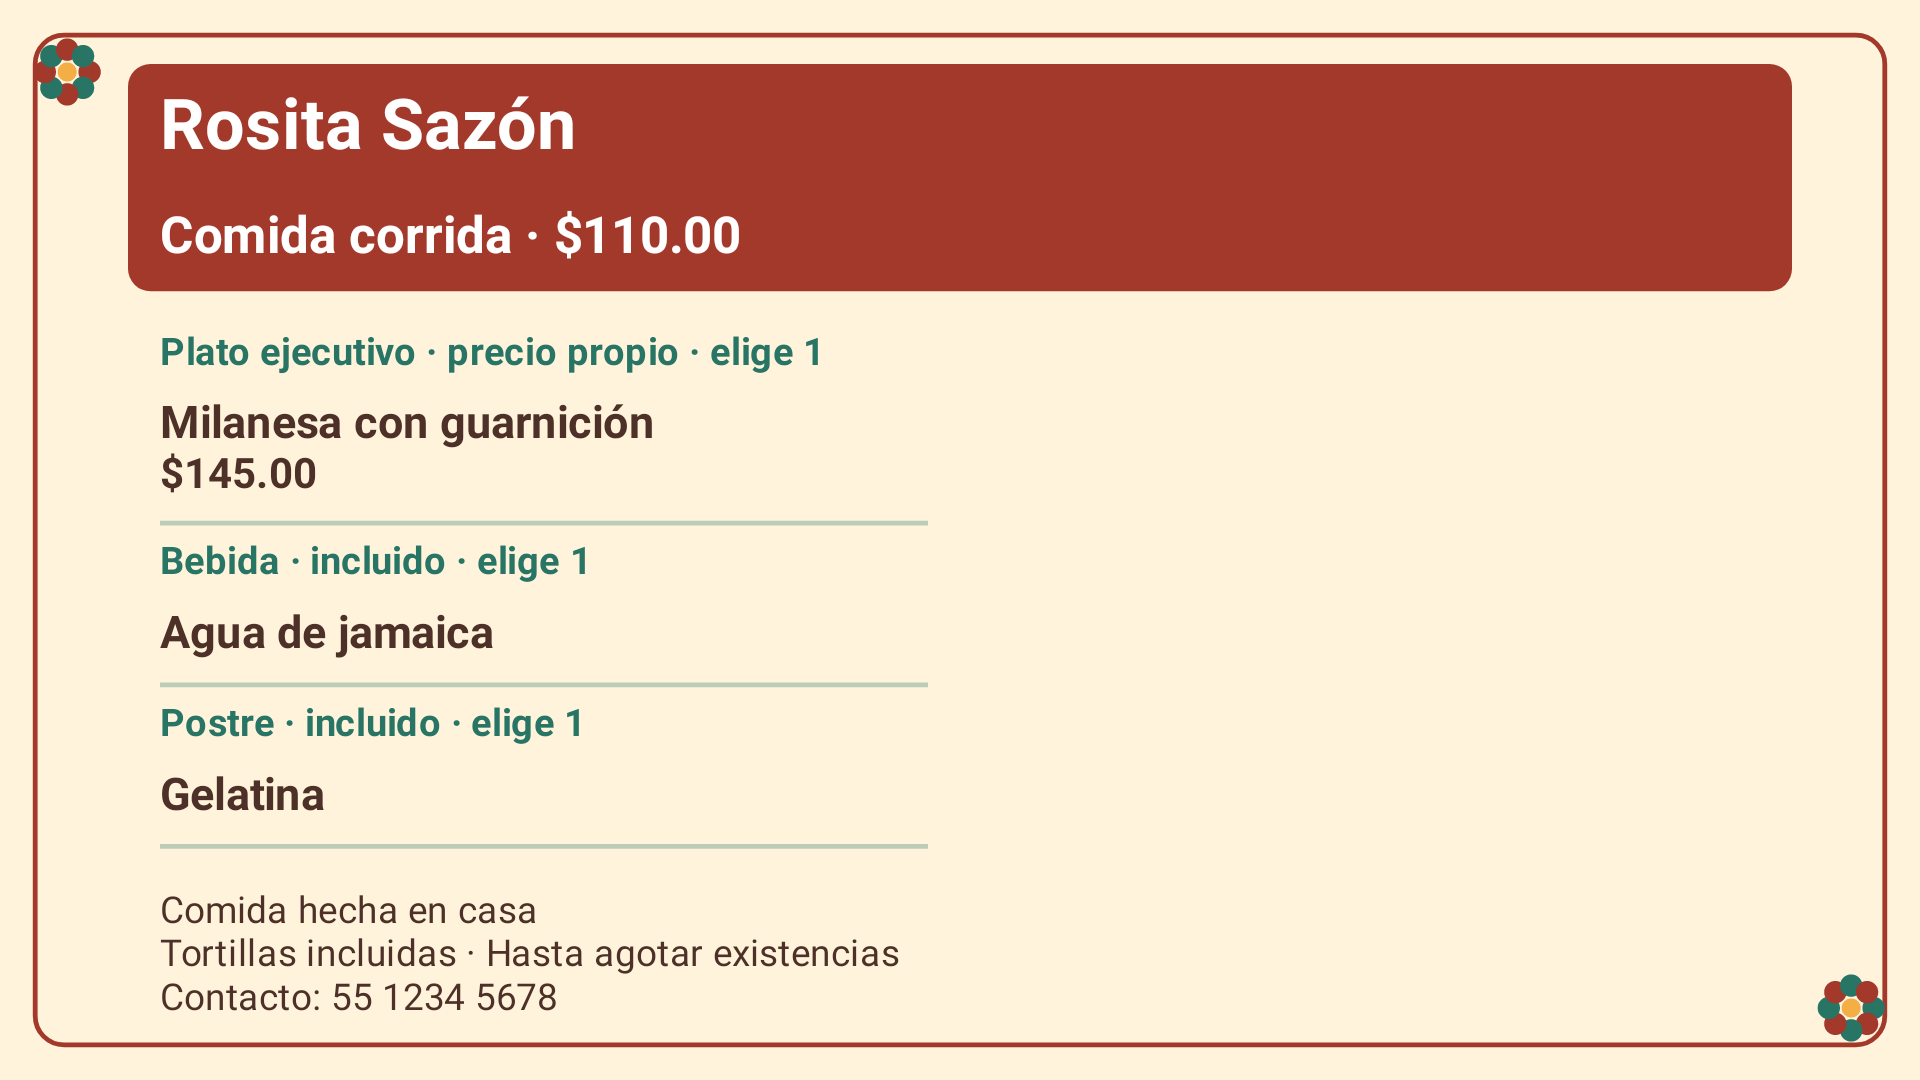 Rosita Sazón
Comida corrida · $110.00
Plato ejecutivo · precio propio · elige 1
Milanesa con guarnición
$145.00
Bebida · incluido · elige 1
Agua de jamaica
Postre · incluido · elige 1
Gelatina
Comida hecha en casa
Tortillas incluidas · Hasta agotar existencias
Contacto: 55 1234 5678